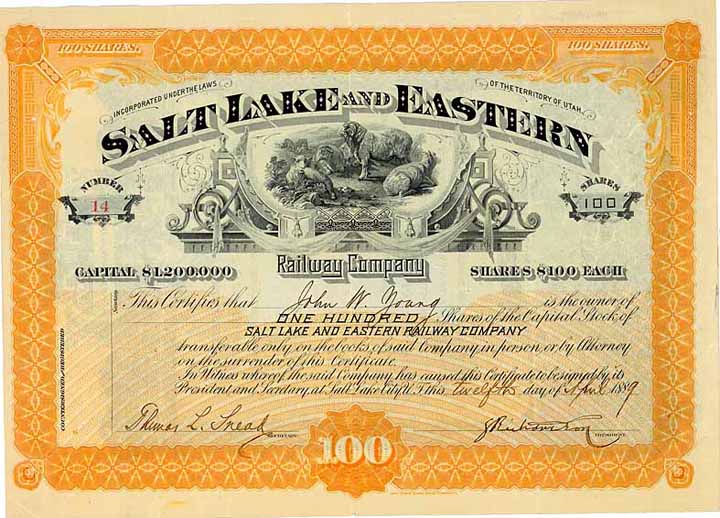 100 SHARES. 100 SHARES.
INCORPORATED UNDER THE LAWS OF THE TERRITORY OF UTAH.
SALT LAKE AND EASTERN
NUMBER SHARES
14 100
Railway Company
CAPITAL $1,200,000 SHARES $100 EACH
This Certifies that John W. Young is the owner of
ONE HUNDRED Shares of the Capital Stock of
SALT LAKE AND EASTERN RAILWAY COMPANY
transferable only on the books of said Company, in person, or by Attorney
on the surrender of this Certificate.
In Witness whereof the said Company has caused this Certificate to be signed by its
President and Secretary, at Salt Lake City U.T. this twelfth day of April 1889
COUNTERSIGNED/REGISTERED
Thomas L. Snead
SECRETARY. PRESIDENT.
100